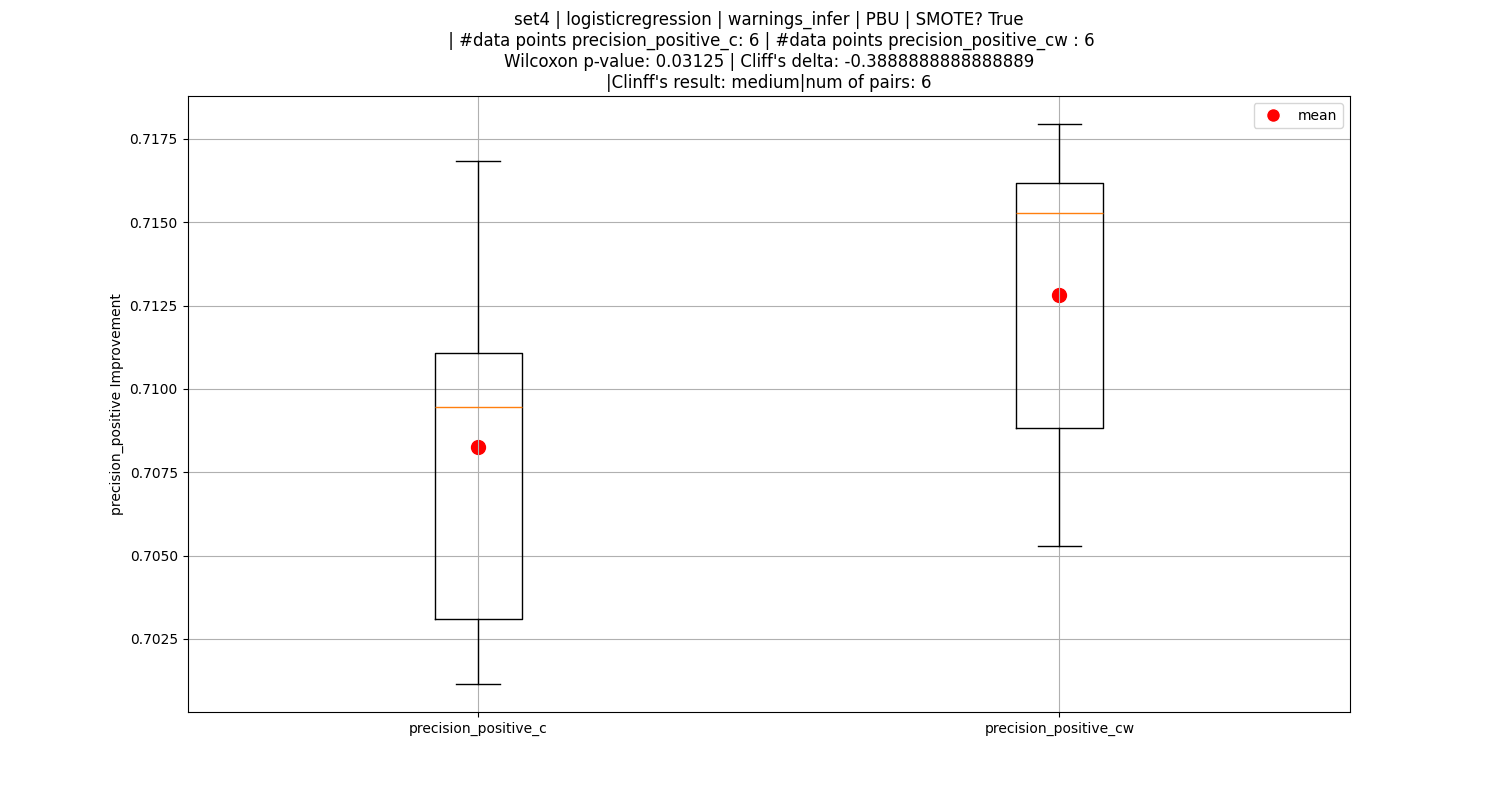 set4 | logisticregression | warnings_infer | PBU | SMOTE? True
| #data points precision_positive_c: 6 | #data points precision_positive_cw : 6
Wilcoxon p-value: 0.03125 | Cliff's delta: -0.3888888888888889
|Clinff's result: medium|num of pairs: 6
mean
0.7175
0.7150
0.7125
0.7100
0.7075
0.7050
0.7025
precision_positive Improvement
precision_positive_c
precision_positive_cw